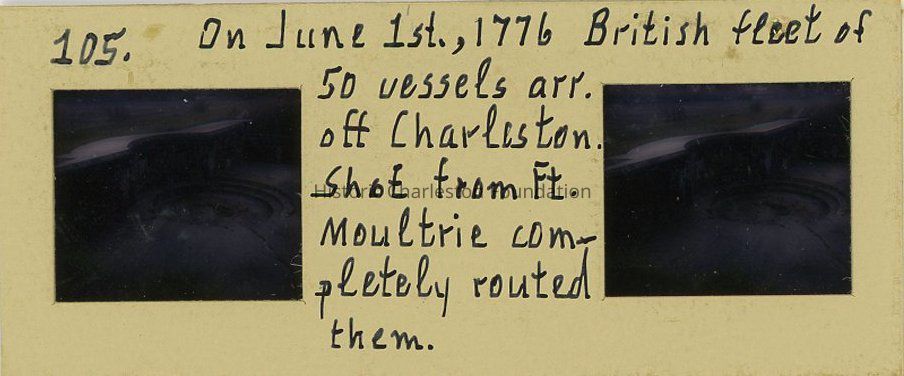 105. On June 1st., 1776 British fleet of
50 vessels arr.
off Charleston.
Shot from Ft.
Historic Charleston Foundation
Moultrie com-
pletely routed
them.